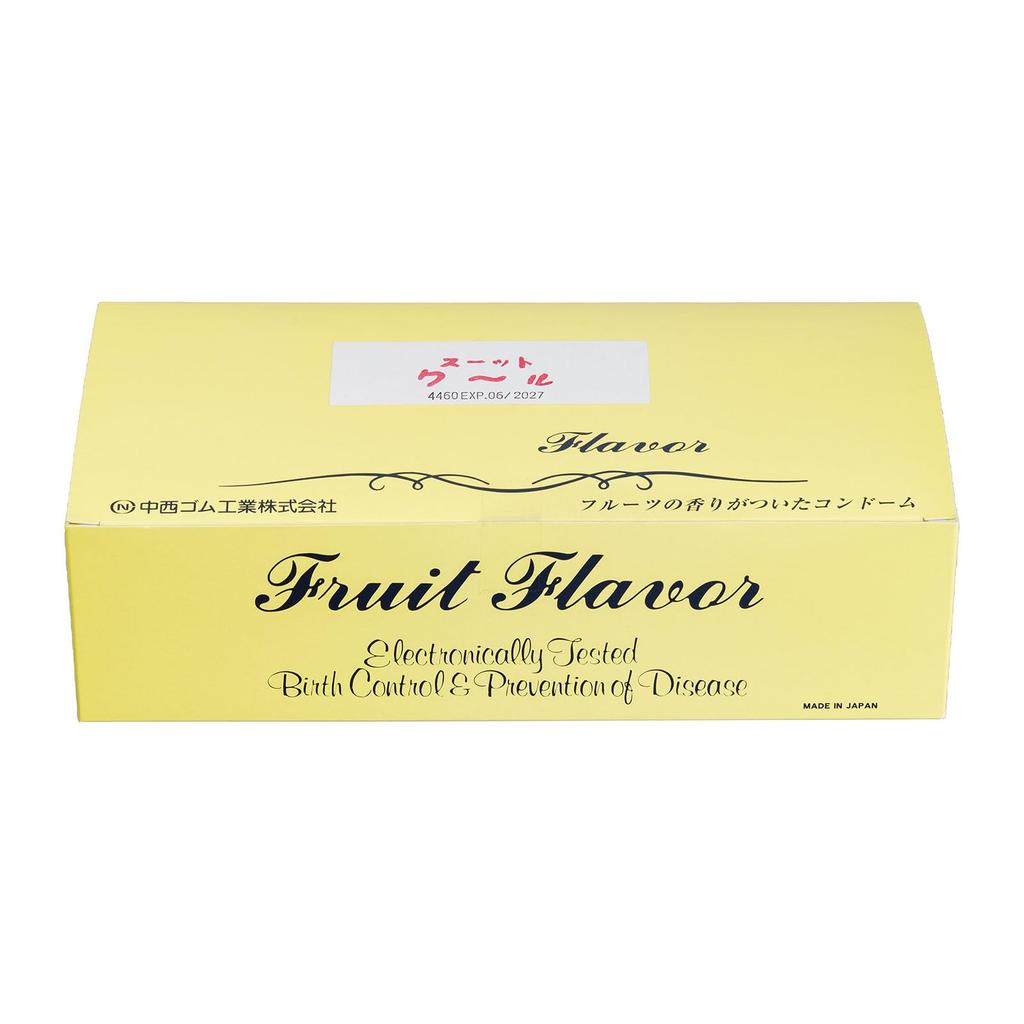 スーット
ク〜ル
4460 EXP.06/2027
Flavor
Ⓝ中西ゴム工業株式会社
フルーツの香りがついたコンドーム
Fruit Flavor
Electronically Tested
Birth Control & Prevention of Disease
MADE IN JAPAN